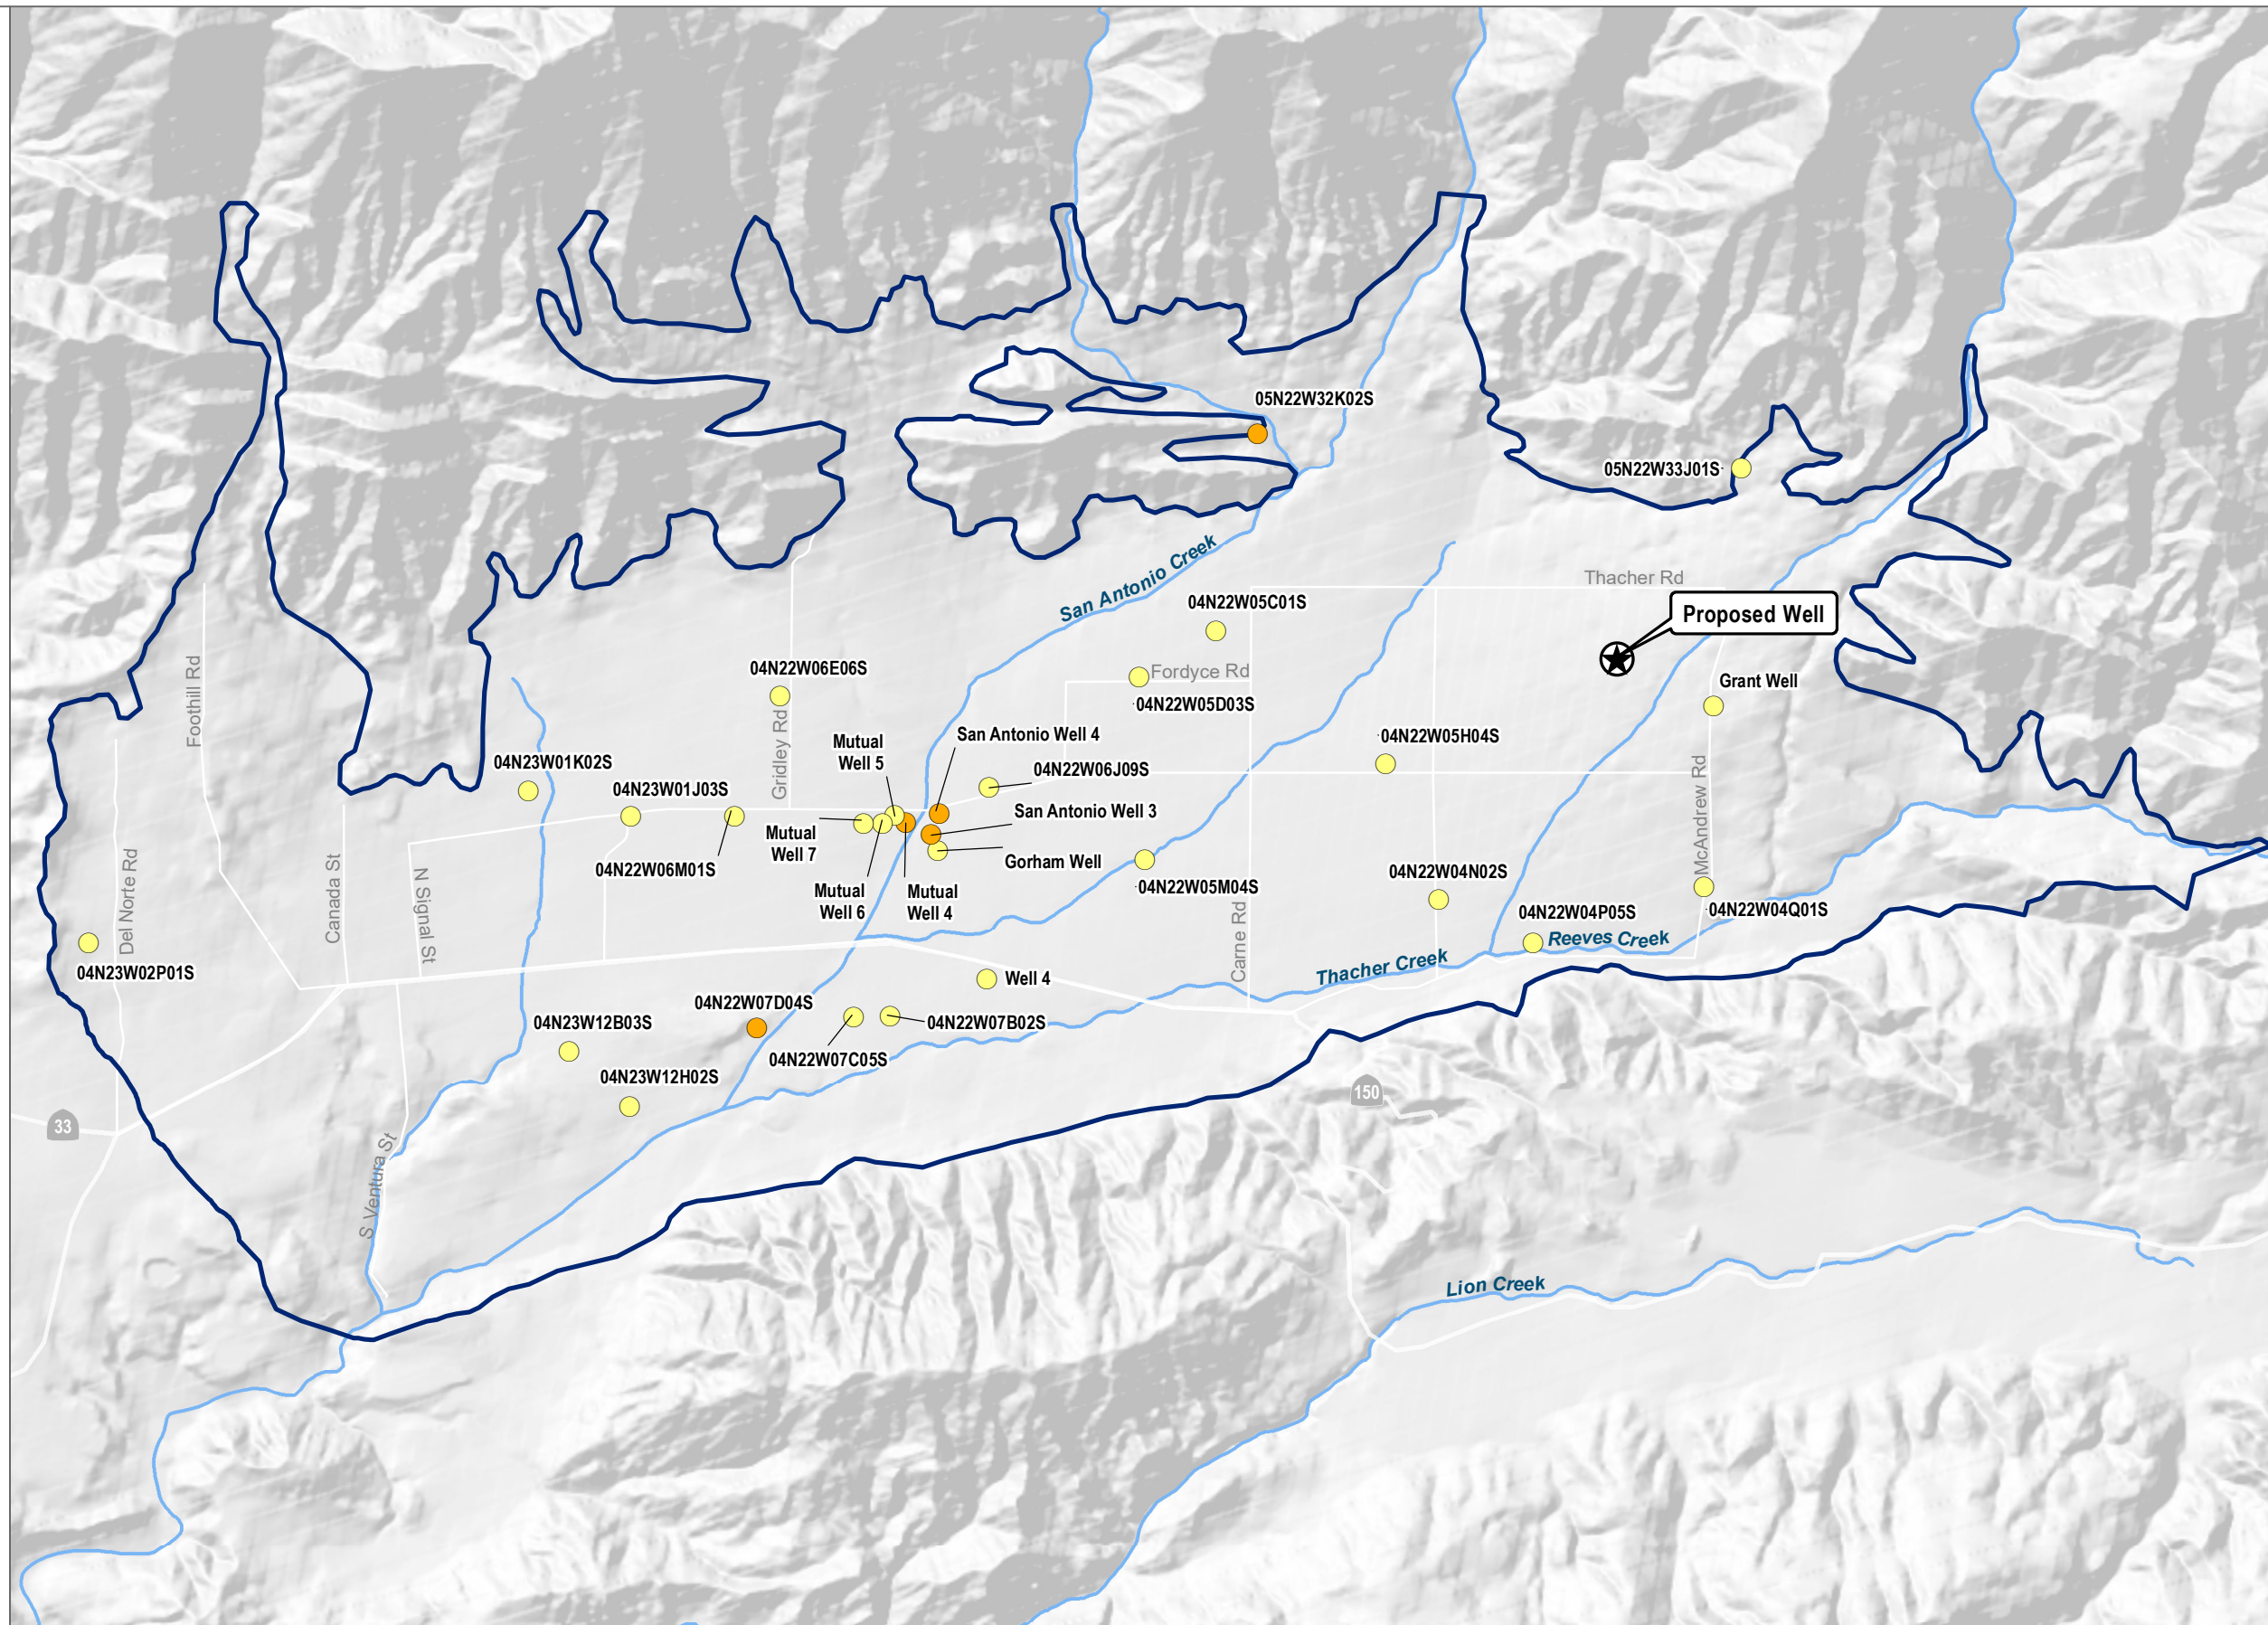 05N22W32K02S
05N22W33J01S
San Antonio Creek
Thacher Rd
04N22W05C01S
Proposed Well
Foothill Rd
04N22W06E06S
Fordyce Rd
Grant Well
04N22W05D03S
Gridley Rd
Mutual
Well 5
San Antonio Well 4
04N22W05H04S
04N23W01K02S
04N22W06J09S
04N23W01J03S
McAndrew Rd
San Antonio Well 3
Mutual
Well 7
Gorham Well
04N22W06M01S
04N22W04N02S
Del Norte Rd
Canada St
N Signal St
Mutual
Well 6
Mutual
Well 4
04N22W05M04S
Carne Rd
04N22W04P05S
04N22W04Q01S
Reeves Creek
04N23W02P01S
Thacher Creek
Well 4
04N22W07D04S
04N23W12B03S
04N22W07B02S
04N22W07C05S
04N23W12H02S
150
33
S Ventura St
Lion Creek